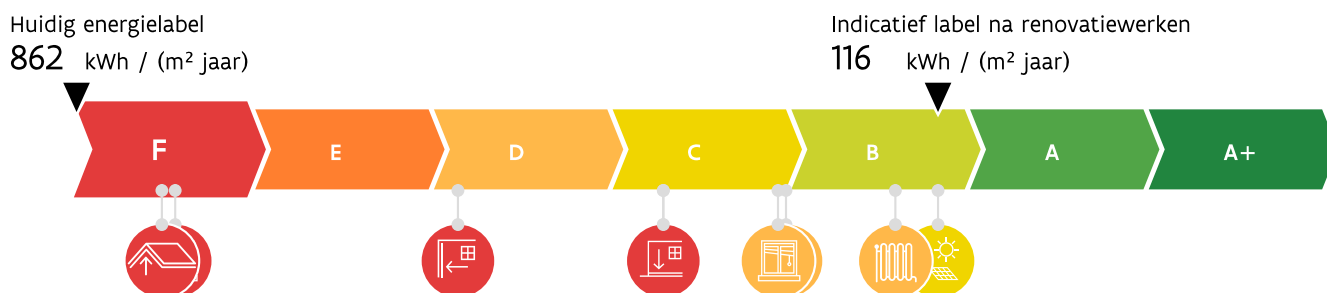 Huidig energielabel
862 kWh / (m² jaar)
Indicatief label na renovatiewerken
116 kWh / (m² jaar)
F E D C B A A+